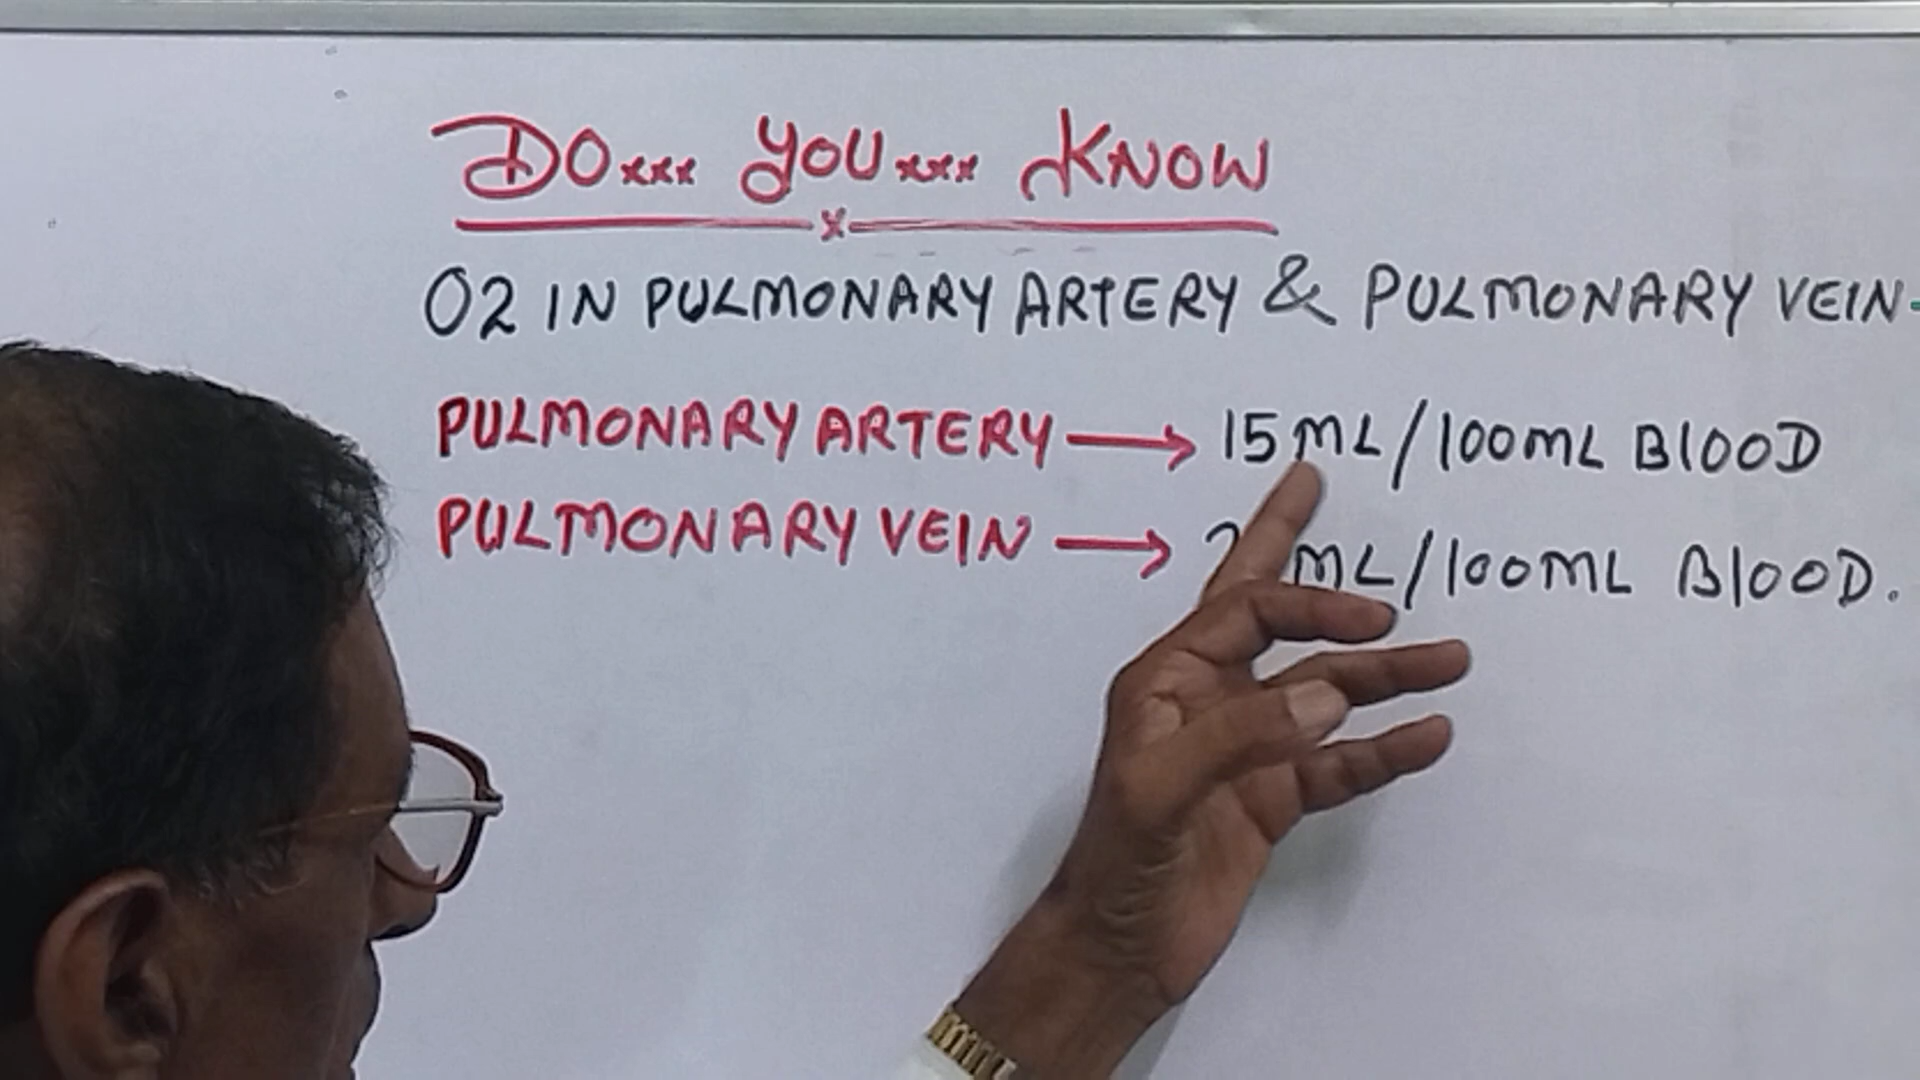 DO... YOU... KNOW
O2 IN PULMONARY ARTERY & PULMONARY VEIN-
PULMONARY ARTERY → 15ML/100ML BLOOD
PULMONARY VEIN → ML/100ML BLOOD.